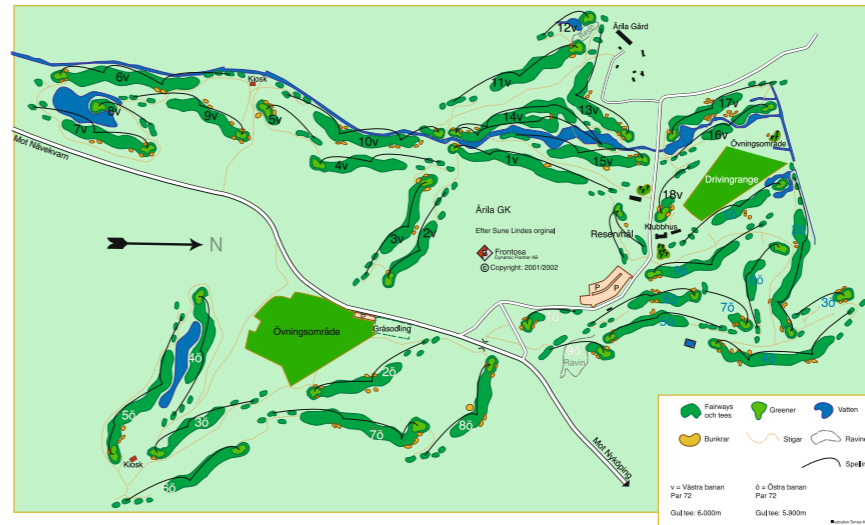 12v
Ravin
Ärila Gård
6v
Kiosk
11v
8v
9v
5v
7v
14v
13v
17v
10v
16v
Mot Nävekvarn
Övningsområde
4v
1v
15v
Drivingrange
18v
Ärila GK
Klubbhus
3v
2v
Efter Sune Lindes orginal
Reservhål
N
Frontosa
Dynamic Partner AB
© Copyright: 2001/2002
P
P
7ö
3ö
P
Övningsområde
Gräsodling
Ravin
4ö
2ö
5ö
3ö
7ö
8ö
Kiosk
6ö
Mot Nyköping
Fairways
och tees
Greener
Vatten
Bunkrar
Stigar
v = Västra banan
Par 72
ö = Östra banan
Par 72
Gul tee: 6.000m
Gul tee: 5.900m